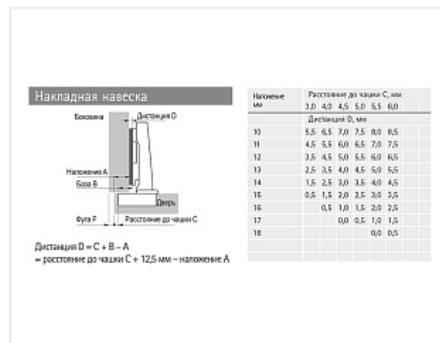 Накладная навеска
Боковина
Дистанция D
Наложение A
База B
Дверь
Фуга F
Расстояние до чашки C
Дистанция D = C + B – A
= расстояние до чашки C + 12,5 мм – наложение A
Наложение мм
Расстояние до чашки C, мм
3,0 4,0 4,5 5,0 5,5 6,0
Дистанция D, мм
10 5,5 6,5 7,0 7,5 8,0 8,5
11 4,5 5,5 6,0 6,5 7,0 7,5
12 3,5 4,5 5,0 5,5 6,0 6,5
13 2,5 3,5 4,0 4,5 5,0 5,5
14 1,5 2,5 3,0 3,5 4,0 4,5
15 0,5 1,5 2,0 2,5 3,0 3,5
16 0,5 1,0 1,5 2,0 2,5
17 0,0 0,5 1,0 1,5
18 0,0 0,5